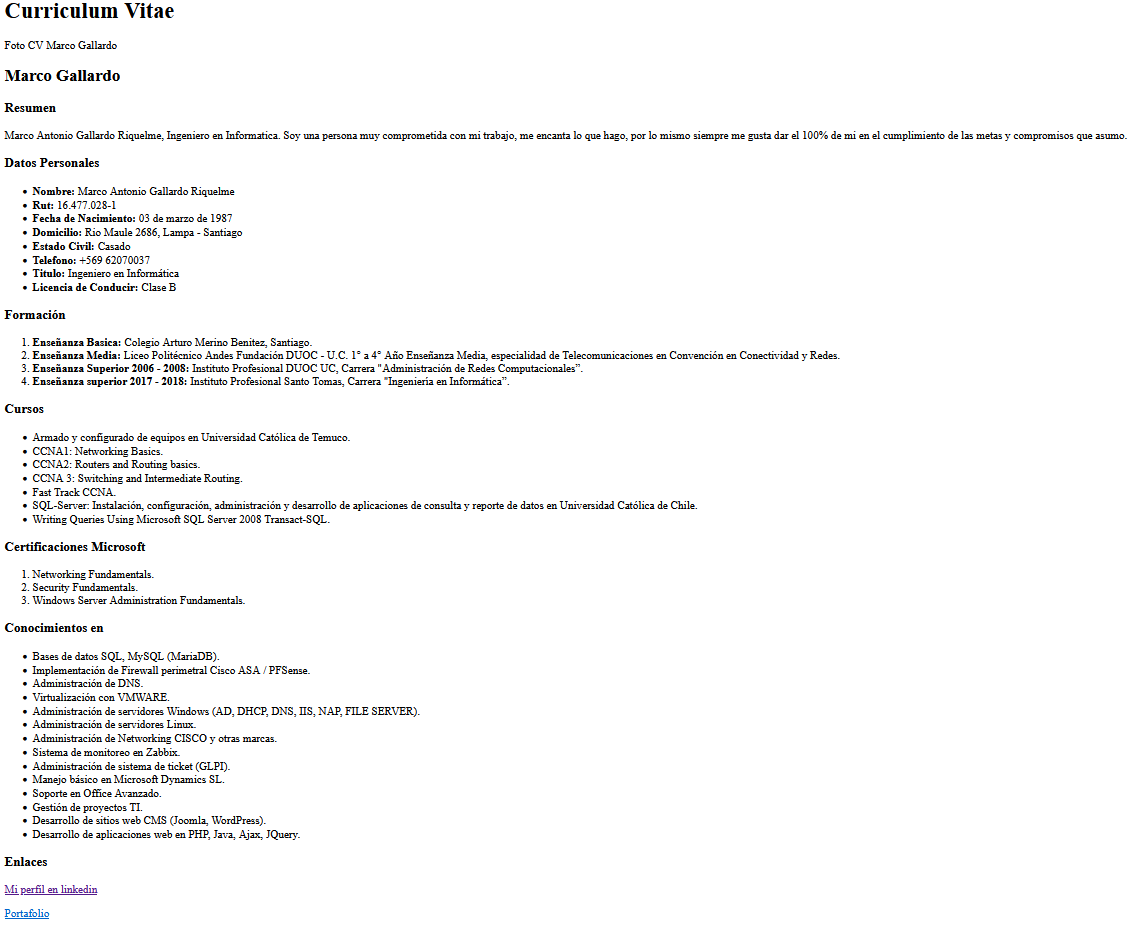 Curriculum Vitae
Foto CV Marco Gallardo
Marco Gallardo
Resumen
Marco Antonio Gallardo Riquelme, Ingeniero en Informatica. Soy una persona muy comprometida con mi trabajo, me encanta lo que hago, por lo mismo siempre me gusta dar el 100% de mi en el cumplimiento de las metas y compromisos que asumo.
Datos Personales
• Nombre: Marco Antonio Gallardo Riquelme
• Rut: 16.477.028-1
• Fecha de Nacimiento: 03 de marzo de 1987
• Domicilio: Rio Maule 2686, Lampa - Santiago
• Estado Civil: Casado
• Telefono: +569 62070037
• Titulo: Ingeniero en Informática
• Licencia de Conducir: Clase B
Formación
1. Enseñanza Basica: Colegio Arturo Merino Benitez, Santiago.
2. Enseñanza Media: Liceo Politécnico Andes Fundación DUOC - U.C. 1° a 4° Año Enseñanza Media, especialidad de Telecomunicaciones en Convención en Conectividad y Redes.
3. Enseñanza Superior 2006 - 2008: Instituto Profesional DUOC UC, Carrera "Administración de Redes Computacionales”.
4. Enseñanza superior 2017 - 2018: Instituto Profesional Santo Tomas, Carrera "Ingeniería en Informática”.
Cursos
• Armado y configurado de equipos en Universidad Católica de Temuco.
• CCNA1: Networking Basics.
• CCNA2: Routers and Routing basics.
• CCNA 3: Switching and Intermediate Routing.
• Fast Track CCNA.
• SQL-Server: Instalación, configuración, administración y desarrollo de aplicaciones de consulta y reporte de datos en Universidad Católica de Chile.
• Writing Queries Using Microsoft SQL Server 2008 Transact-SQL.
Certificaciones Microsoft
1. Networking Fundamentals.
2. Security Fundamentals.
3. Windows Server Administration Fundamentals.
Conocimientos en
• Bases de datos SQL, MySQL (MariaDB).
• Implementación de Firewall perimetral Cisco ASA / PFSense.
• Administración de DNS.
• Virtualización con VMWARE.
• Administración de servidores Windows (AD, DHCP, DNS, IIS, NAP, FILE SERVER).
• Administración de servidores Linux.
• Administración de Networking CISCO y otras marcas.
• Sistema de monitoreo en Zabbix.
• Administración de sistema de ticket (GLPI).
• Manejo básico en Microsoft Dynamics SL.
• Soporte en Office Avanzado.
• Gestión de proyectos TI.
• Desarrollo de sitios web CMS (Joomla, WordPress).
• Desarrollo de aplicaciones web en PHP, Java, Ajax, JQuery.
Enlaces
Mi perfil en linkedin
Portafolio